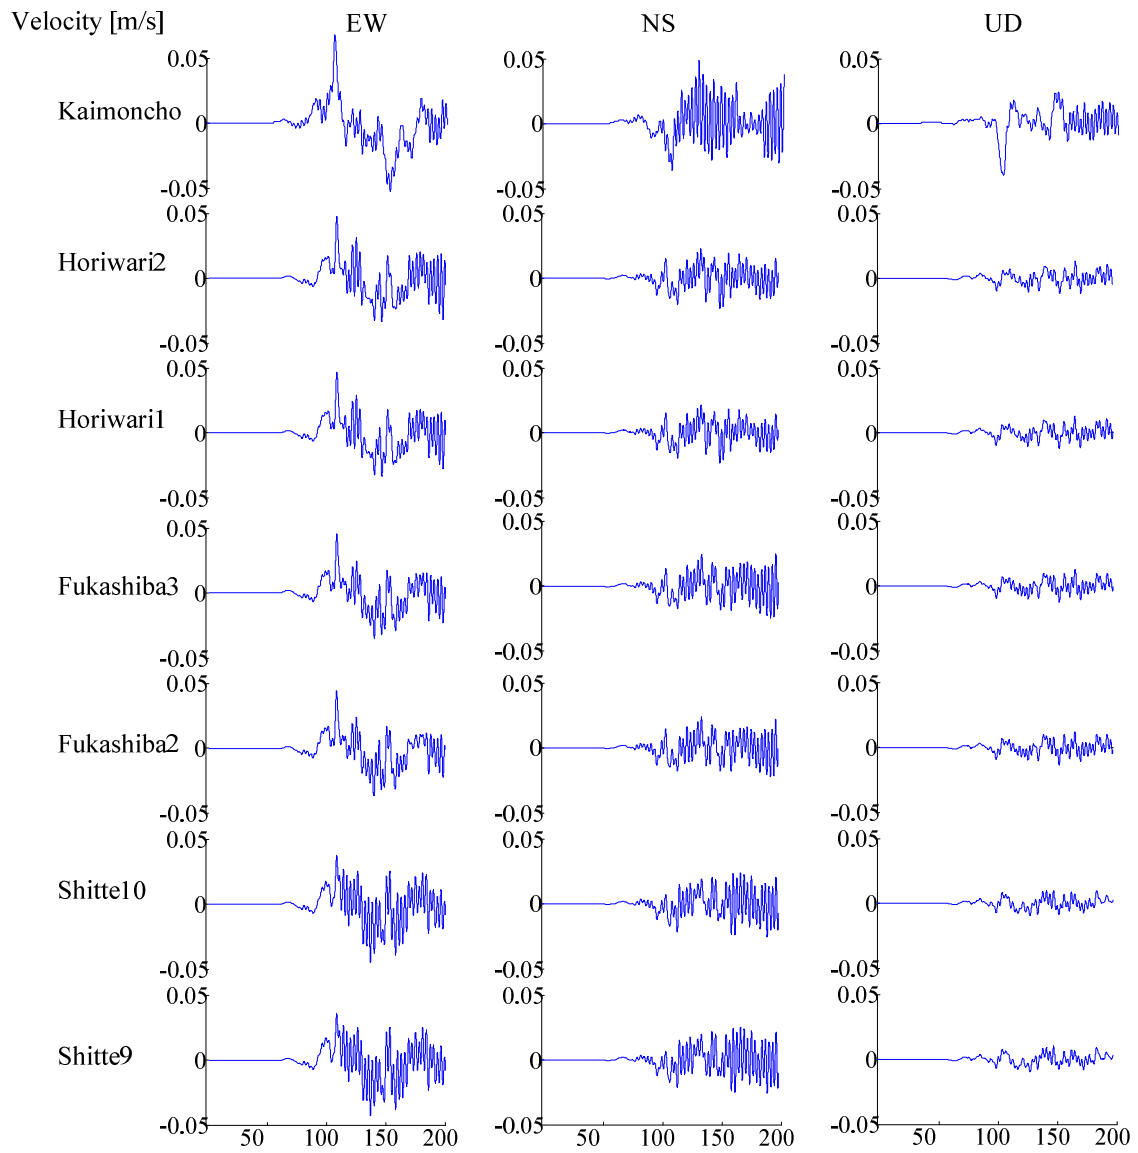 Velocity [m/s] EW NS UD
0.05 0.05 0.05
Kaimoncho 0 0 0
-0.05 -0.05 -0.05
0.05 0.05 0.05
Horiwari2 0 0 0
-0.05 -0.05 -0.05
0.05 0.05 0.05
Horiwari1 0 0 0
-0.05 -0.05 -0.05
0.05 0.05 0.05
Fukashiba3 0 0 0
-0.05 -0.05 -0.05
0.05 0.05 0.05
Fukashiba2 0 0 0
-0.05 -0.05 -0.05
0.05 0.05 0.05
Shitte10 0 0 0
-0.05 -0.05 -0.05
0.05 0.05 0.05
Shitte9 0 0 0
-0.05 -0.05 -0.05
50 100 150 200 50 100 150 200 50 100 150 200